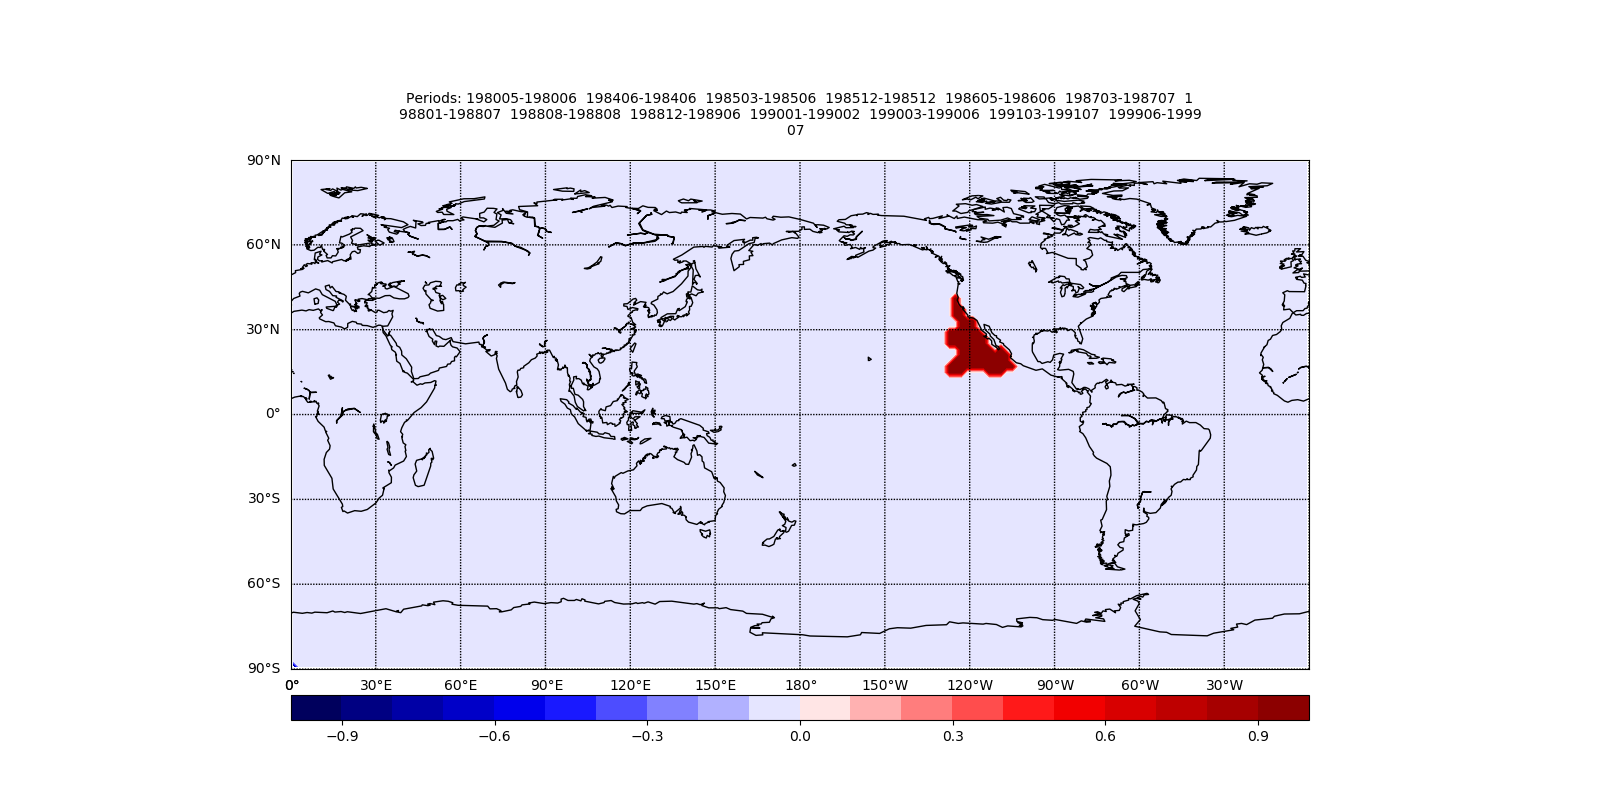 Periods: 198005-198006  198406-198406  198503-198506  198512-198512  198605-198606  198703-198707  1
98801-198807  198808-198808  198812-198906  199001-199002  199003-199006  199103-199107  199906-1999
07
90°N
60°N
30°N
0°
30°S
60°S
90°S
0° 30°E 60°E 90°E 120°E 150°E 180° 150°W 120°W 90°W 60°W 30°W
−0.9 −0.6 −0.3 0.0 0.3 0.6 0.9